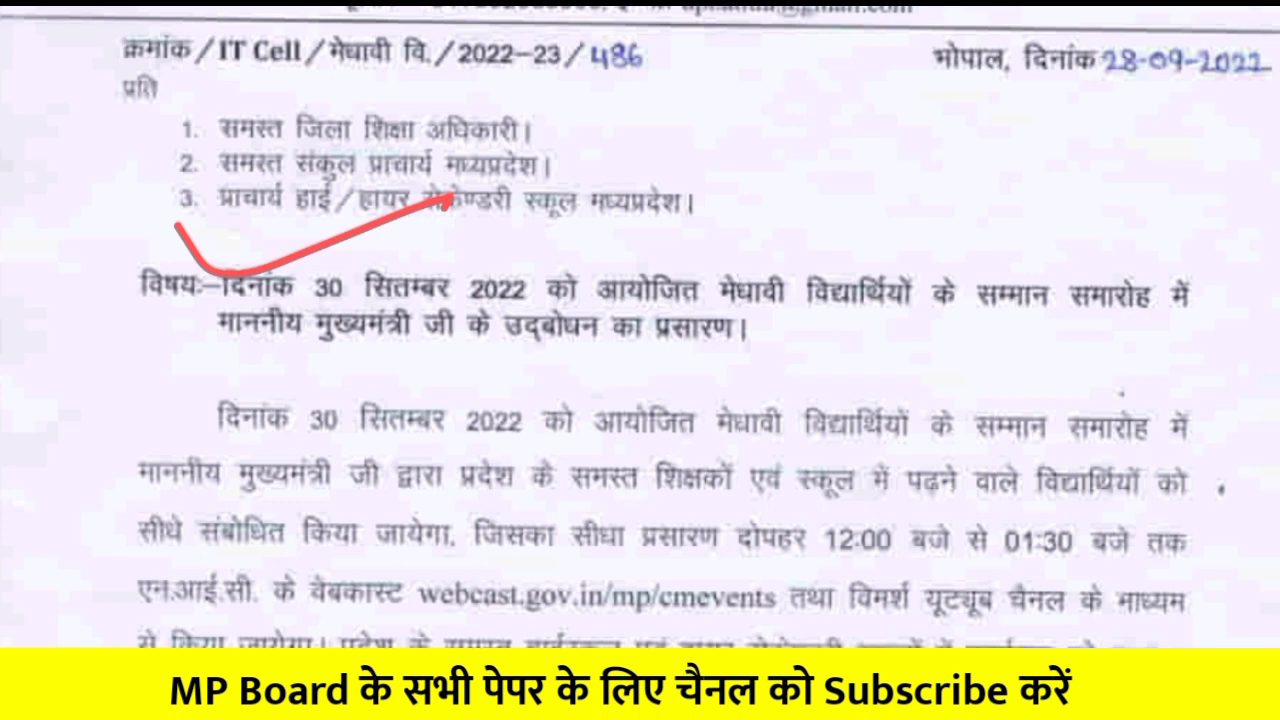 क्रमांक/IT Cell/मेधावी वि./2022-23/486
भोपाल, दिनांक 28-09-2022
प्रति
1. समस्त जिला शिक्षा अधिकारी।
2. समस्त संकुल प्राचार्य मध्यप्रदेश।
3. प्राचार्य हाई/हायर सेकेण्डरी स्कूल मध्यप्रदेश।
विषयः-दिनांक 30 सितम्बर 2022 को आयोजित मेधावी विद्यार्थियों के सम्मान समारोह में
माननीय मुख्यमंत्री जी के उद्बोधन का प्रसारण।
दिनांक 30 सितम्बर 2022 को आयोजित मेधावी विद्यार्थियों के सम्मान समारोह में
माननीय मुख्यमंत्री जी द्वारा प्रदेश के समस्त शिक्षकों एवं स्कूल में पढ़ने वाले विद्यार्थियों को
सीधे संबोधित किया जायेगा, जिसका सीधा प्रसारण दोपहर 12:00 बजे से 01:30 बजे तक
एन.आई.सी. के वेबकास्ट webcast.gov.in/mp/cmevents तथा विमर्श यूट्यूब चैनल के माध्यम
से किया जायेगा। प्रदेश के समस्त
MP Board के सभी पेपर के लिए चैनल को Subscribe करें